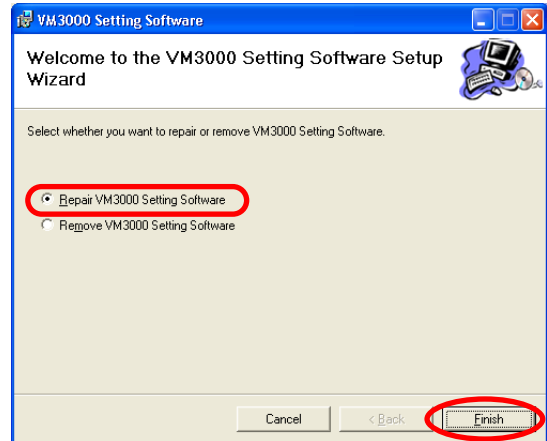 VM3000 Setting Software
Welcome to the VM3000 Setting Software Setup
Wizard
Select whether you want to repair or remove VM3000 Setting Software.
Repair VM3000 Setting Software
Remove VM3000 Setting Software
Cancel
< Back
Finish